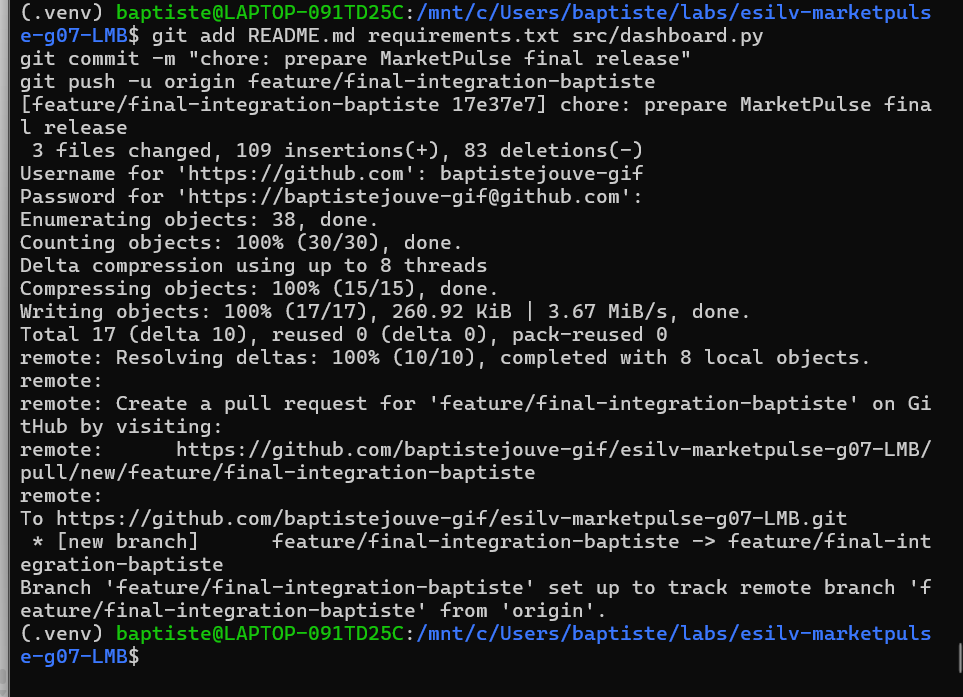 (.venv) baptiste@LAPTOP-091TD25C:/mnt/c/Users/baptiste/labs/esilv-marketpuls
e-g07-LMB$ git add README.md requirements.txt src/dashboard.py
git commit -m "chore: prepare MarketPulse final release"
git push -u origin feature/final-integration-baptiste
[feature/final-integration-baptiste 17e37e7] chore: prepare MarketPulse fina
l release
 3 files changed, 109 insertions(+), 83 deletions(-)
Username for 'https://github.com': baptistejouve-gif
Password for 'https://baptistejouve-gif@github.com':
Enumerating objects: 38, done.
Counting objects: 100% (30/30), done.
Delta compression using up to 8 threads
Compressing objects: 100% (15/15), done.
Writing objects: 100% (17/17), 260.92 KiB | 3.67 MiB/s, done.
Total 17 (delta 10), reused 0 (delta 0), pack-reused 0
remote: Resolving deltas: 100% (10/10), completed with 8 local objects.
remote:
remote: Create a pull request for 'feature/final-integration-baptiste' on Gi
tHub by visiting:
remote:      https://github.com/baptistejouve-gif/esilv-marketpulse-g07-LMB/
pull/new/feature/final-integration-baptiste
remote:
To https://github.com/baptistejouve-gif/esilv-marketpulse-g07-LMB.git
 * [new branch]      feature/final-integration-baptiste -> feature/final-int
egration-baptiste
Branch 'feature/final-integration-baptiste' set up to track remote branch 'f
eature/final-integration-baptiste' from 'origin'.
(.venv) baptiste@LAPTOP-091TD25C:/mnt/c/Users/baptiste/labs/esilv-marketpuls
e-g07-LMB$